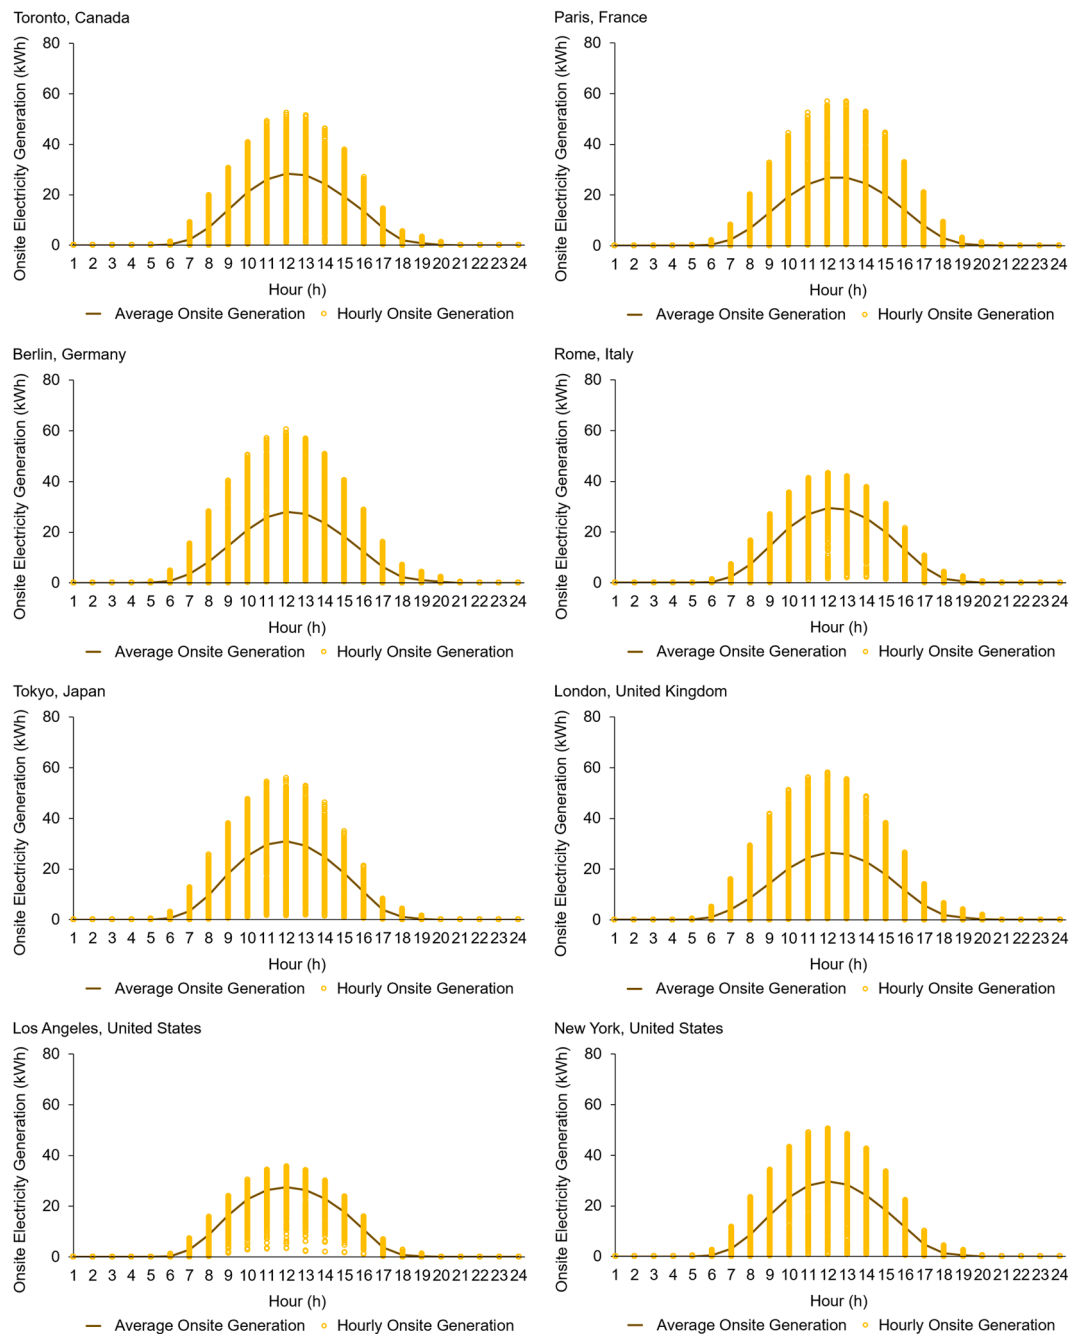 Toronto, Canada
Onsite Electricity Generation (kWh)
80
60
40
20
0
1 2 3 4 5 6 7 8 9 10 11 12 13 14 15 16 17 18 19 20 21 22 23 24
Hour (h)
Average Onsite Generation Hourly Onsite Generation
Paris, France
Onsite Electricity Generation (kWh)
80
60
40
20
0
1 2 3 4 5 6 7 8 9 10 11 12 13 14 15 16 17 18 19 20 21 22 23 24
Hour (h)
Average Onsite Generation Hourly Onsite Generation
Berlin, Germany
Onsite Electricity Generation (kWh)
80
60
40
20
0
1 2 3 4 5 6 7 8 9 10 11 12 13 14 15 16 17 18 19 20 21 22 23 24
Hour (h)
Average Onsite Generation Hourly Onsite Generation
Rome, Italy
Onsite Electricity Generation (kWh)
80
60
40
20
0
1 2 3 4 5 6 7 8 9 10 11 12 13 14 15 16 17 18 19 20 21 22 23 24
Hour (h)
Average Onsite Generation Hourly Onsite Generation
Tokyo, Japan
Onsite Electricity Generation (kWh)
80
60
40
20
0
1 2 3 4 5 6 7 8 9 10 11 12 13 14 15 16 17 18 19 20 21 22 23 24
Hour (h)
Average Onsite Generation Hourly Onsite Generation
London, United Kingdom
Onsite Electricity Generation (kWh)
80
60
40
20
0
1 2 3 4 5 6 7 8 9 10 11 12 13 14 15 16 17 18 19 20 21 22 23 24
Hour (h)
Average Onsite Generation Hourly Onsite Generation
Los Angeles, United States
Onsite Electricity Generation (kWh)
80
60
40
20
0
1 2 3 4 5 6 7 8 9 10 11 12 13 14 15 16 17 18 19 20 21 22 23 24
Hour (h)
Average Onsite Generation Hourly Onsite Generation
New York, United States
Onsite Electricity Generation (kWh)
80
60
40
20
0
1 2 3 4 5 6 7 8 9 10 11 12 13 14 15 16 17 18 19 20 21 22 23 24
Hour (h)
Average Onsite Generation Hourly Onsite Generation